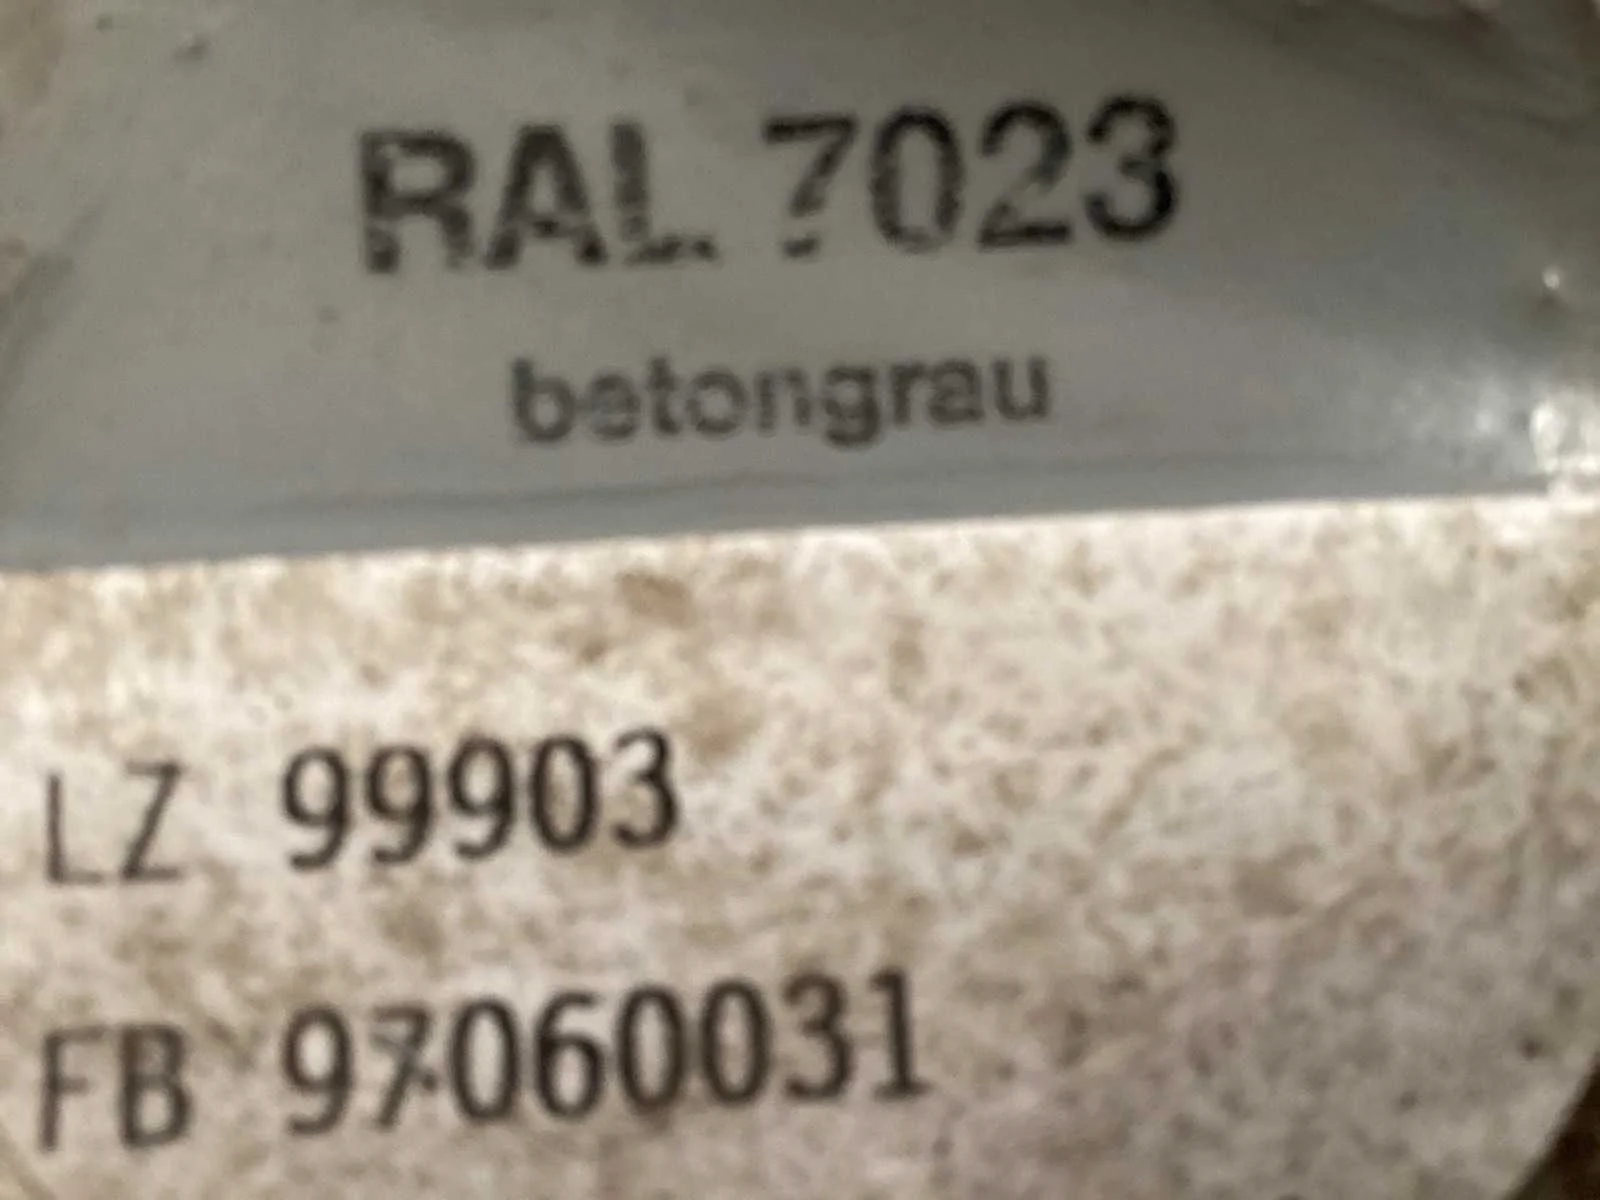 RAL 7023
betongrau
LZ 99903
FB 97060031